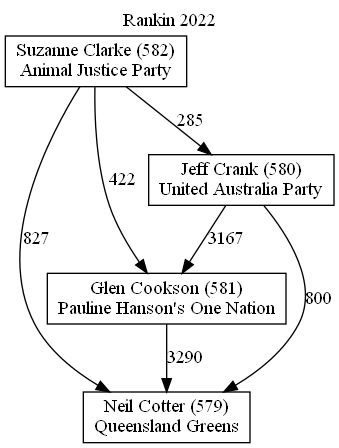 Rankin 2022
Suzanne Clarke (582)
Animal Justice Party
285
Jeff Crank (580)
United Australia Party
422
827
3167
800
Glen Cookson (581)
Pauline Hanson's One Nation
3290
Neil Cotter (579)
Queensland Greens